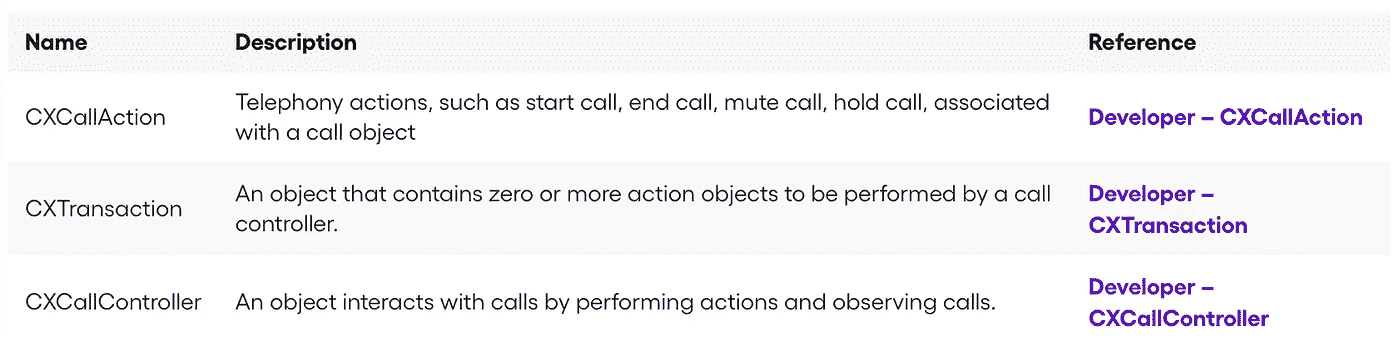 Name Description Reference
CXCallAction
Telephony actions, such as start call, end call, mute call, hold call, associated
with a call object
Developer – CXCallAction
CXTransaction
An object that contains zero or more action objects to be performed by a call
controller.
Developer –
CXTransaction
CXCallController
An object interacts with calls by performing actions and observing calls.
Developer –
CXCallController